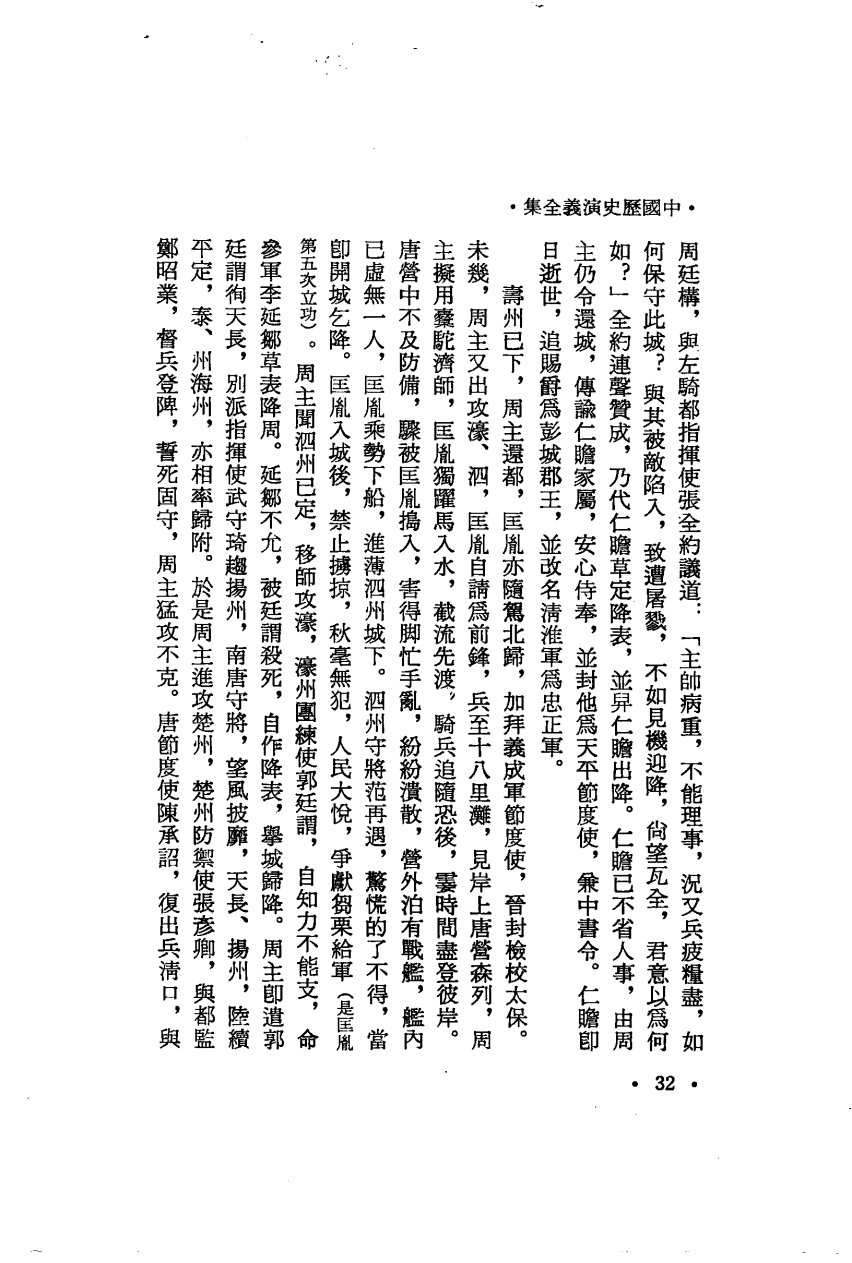 •中國歷史演義全集•
周廷構，與左騎都指揮使張全約議道：「主帥病重，不能理事，況又兵疲糧盡，如
何保守此城？與其被敵陷入，致遭屠戮，不如見機迎降，尙望瓦全，君意以爲何
如？」全約連聲贊成，乃代仁瞻草定降表，並舁仁瞻出降。仁瞻已不省人事，由周
主仍令還城，傳諭仁瞻家屬，安心侍奉，並封他爲天平節度使，兼中書令。仁瞻卽
日逝世，追賜爵爲彭城郡王，並改名淸淮軍爲忠正軍。
壽州已下，周主還都，匡胤亦隨駕北歸，加拜義成軍節度使，晉封檢校太保。
未幾，周主又出攻濠、泗，匡胤自請爲前鋒，兵至十八里灘，見岸上唐營森列，周
主擬用橐駝濟師，匡胤獨躍馬入水，截流先渡，騎兵追隨恐後，霎時間盡登彼岸。
唐營中不及防備，驟被匡胤搗入，害得脚忙手亂，紛紛潰散，營外泊有戰艦，艦內
已虛無一人，匡胤乘勢下船，進薄泗州城下。泗州守將范再遇，驚慌的了不得，當
卽開城乞降。匡胤入城後，禁止擄掠，秋毫無犯，人民大悅，爭獻芻粟給軍（是匡胤
第五次立功）。周主聞泗州已定，移師攻濠，濠州團練使郭廷謂，自知力不能支，命
參軍李延鄒草表降周。延鄒不允，被廷謂殺死，自作降表，擧城歸降。周主卽遣郭
廷謂徇天長，別派指揮使武守琦趨揚州，南唐守將，望風披靡，天長、揚州，陸續
平定，泰、州海州，亦相率歸附。於是周主進攻楚州，楚州防禦使張彥卿，與都監
鄭昭業，督兵登陴，誓死固守，周主猛攻不克。唐節度使陳承詔，復出兵淸口，與
•32•